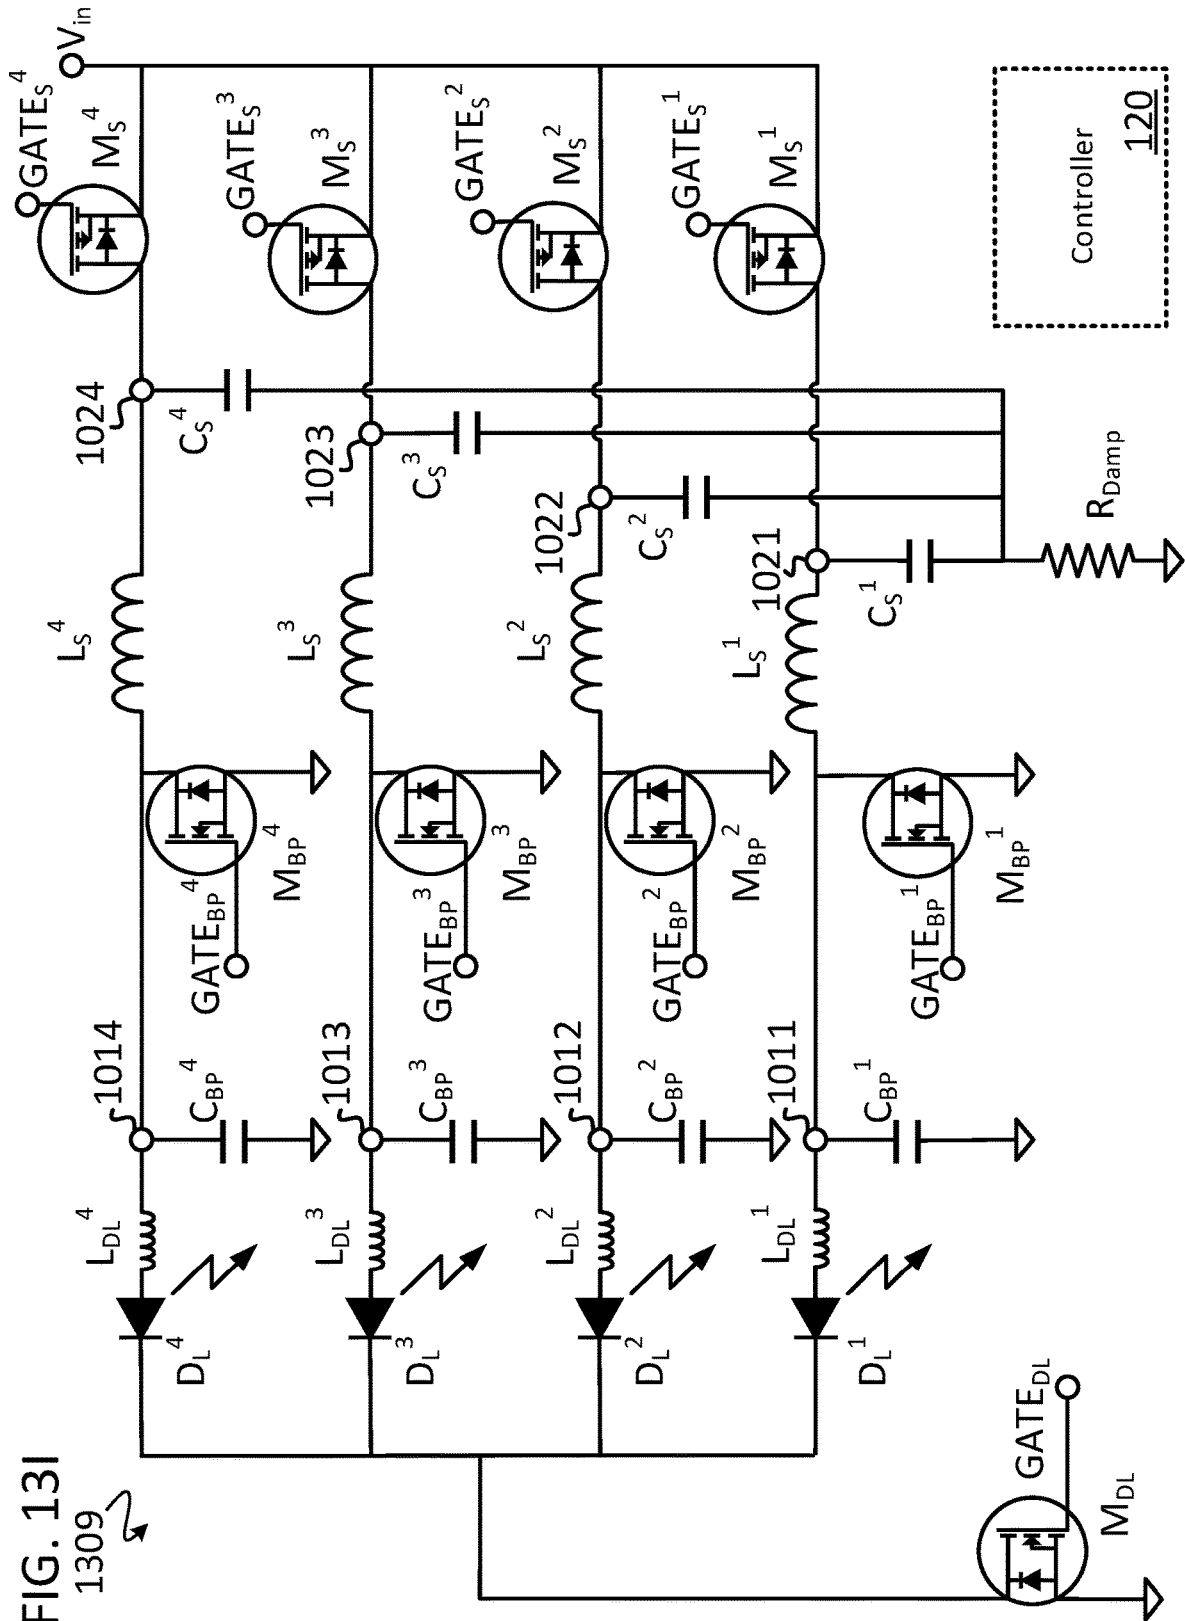 FIG. 13I
1309
GATE_S^4
V_in
M_S^4
GATE_S^3
M_S^3
GATE_S^2
M_S^2
GATE_S^1
M_S^1
1024
C_S^4
1023
C_S^3
1022
C_S^2
1021
C_S^1
R_Damp
Controller
120
L_S^4
L_S^3
L_S^2
L_S^1
GATE_BP^4
M_BP^4
GATE_BP^3
M_BP^3
GATE_BP^2
M_BP^2
GATE_BP^1
M_BP^1
1014
C_BP^4
1013
C_BP^3
1012
C_BP^2
1011
C_BP^1
L_DL^4
L_DL^3
L_DL^2
L_DL^1
D_L^4
D_L^3
D_L^2
D_L^1
GATE_DL
M_DL